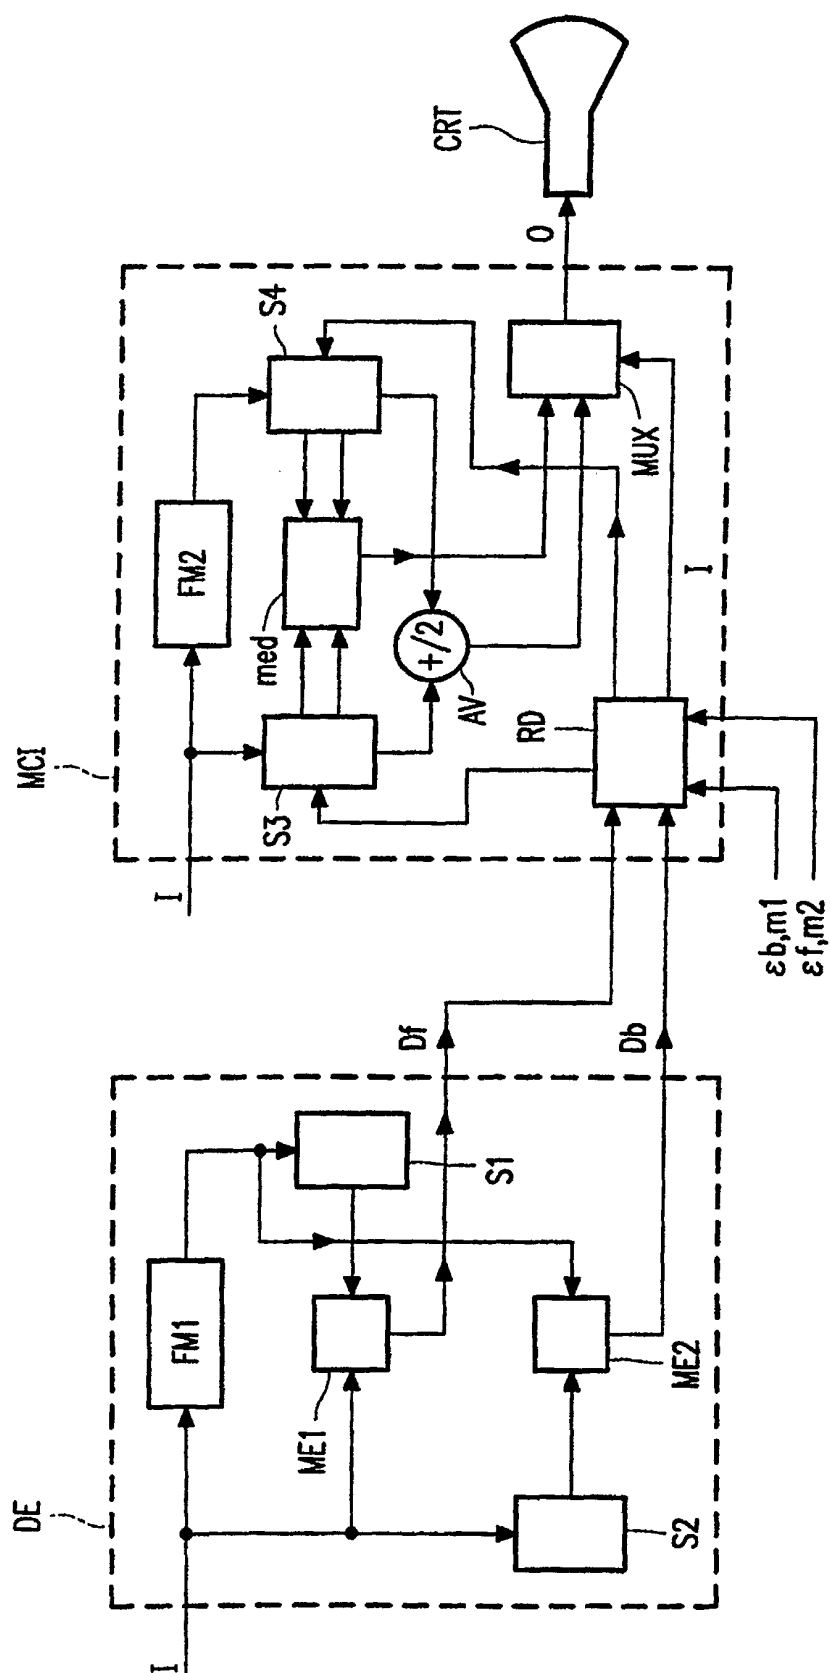 DE
I
FM1
ME1
S1
S2
ME2
Df
Db
MCI
I
FM2
S3
med
S4
+/2
AV
RD
MUX
I
εb,m1
εf,m2
O
CRT